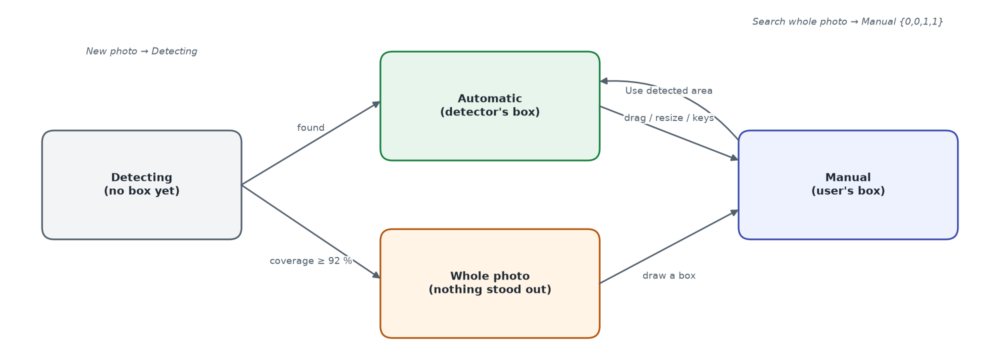 Search whole photo → Manual {0,0,1,1}
New photo → Detecting
Automatic
(detector's box)
Use detected area
drag / resize / keys
found
Detecting
(no box yet)
Manual
(user's box)
coverage ≥ 92 %
Whole photo
(nothing stood out)
draw a box